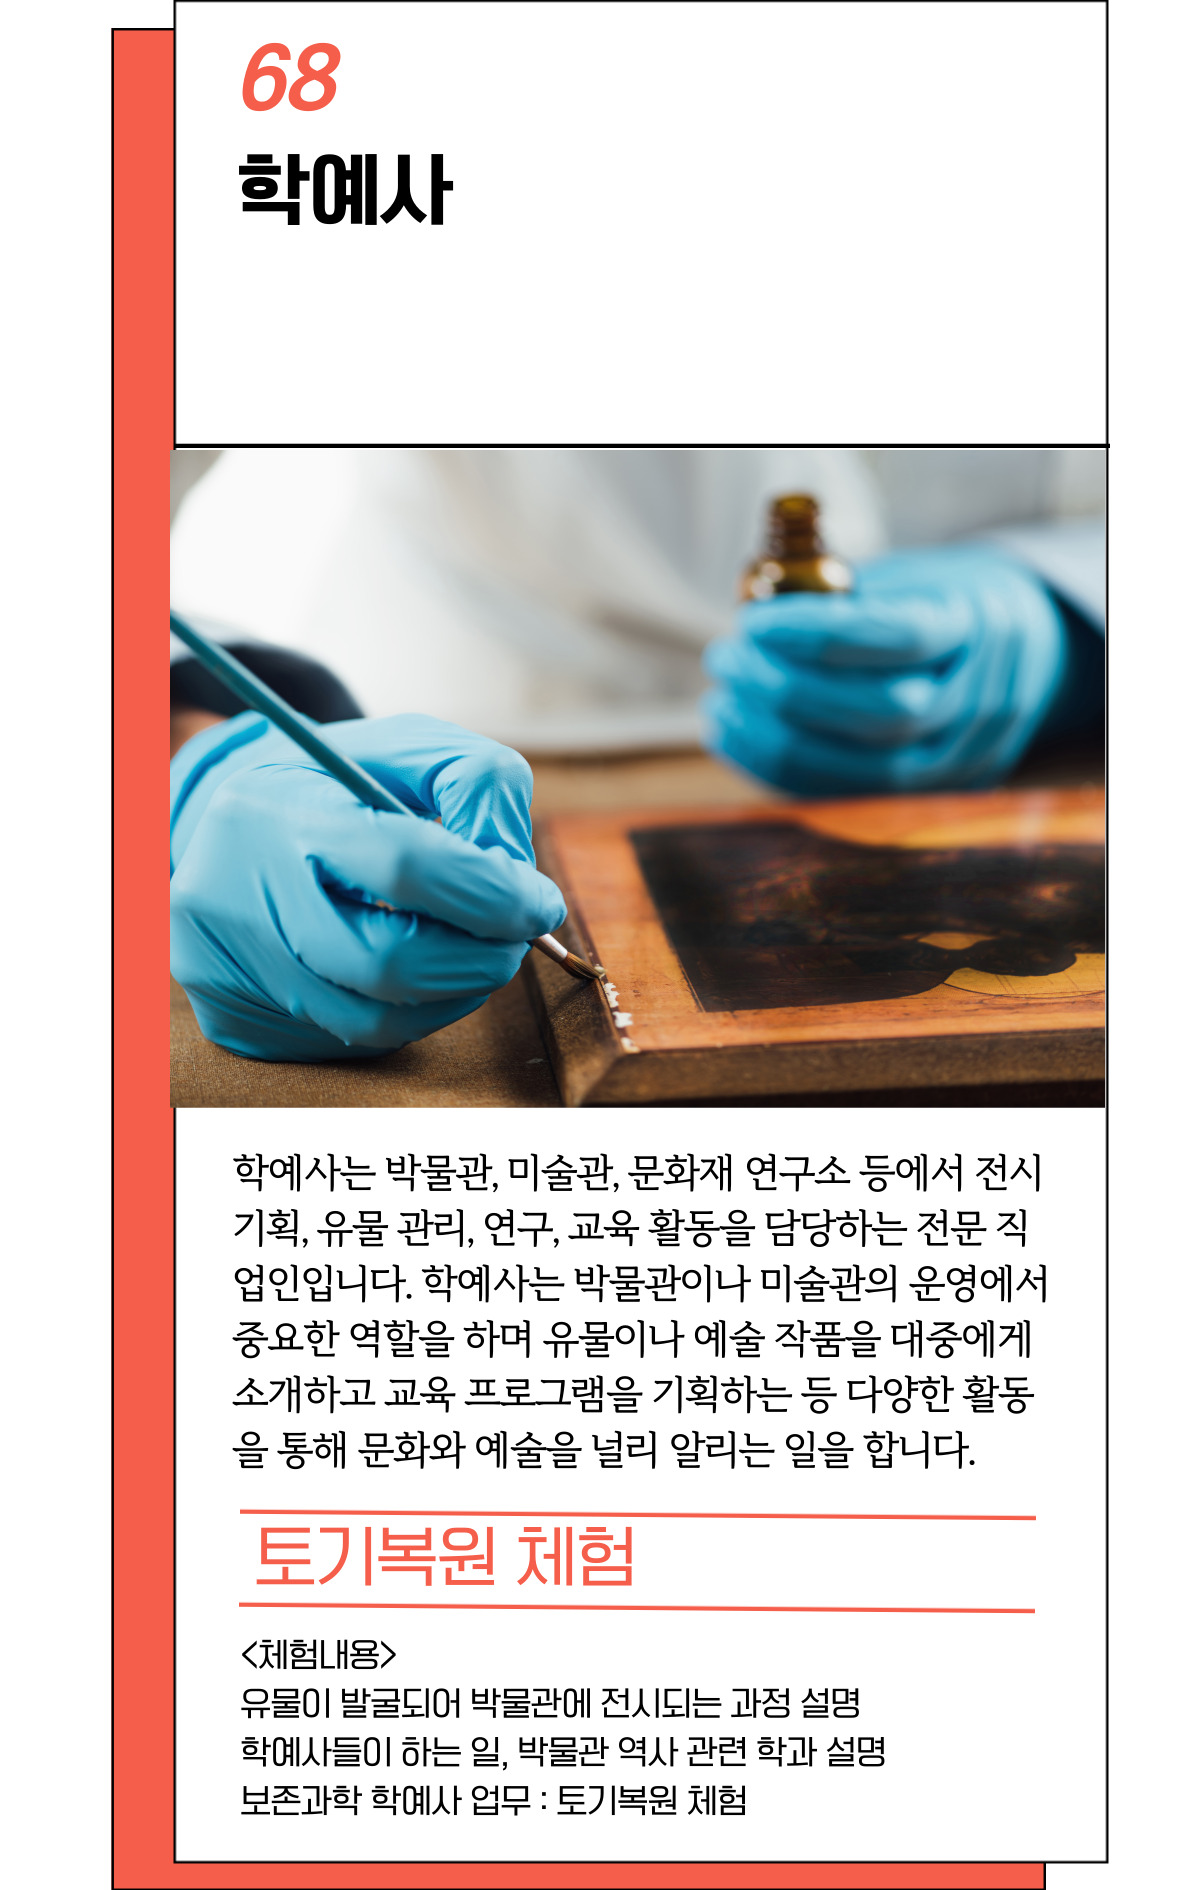 68
학예사
학예사는 박물관, 미술관, 문화재 연구소 등에서 전시
기획, 유물 관리, 연구, 교육 활동을 담당하는 전문 직
업인입니다. 학예사는 박물관이나 미술관의 운영에서
중요한 역할을 하며 유물이나 예술 작품을 대중에게
소개하고 교육 프로그램을 기획하는 등 다양한 활동
을 통해 문화와 예술을 널리 알리는 일을 합니다.
토기복원 체험
<체험내용>
유물이 발굴되어 박물관에 전시되는 과정 설명
학예사들이 하는 일, 박물관 역사 관련 학과 설명
보존과학 학예사 업무 : 토기복원 체험